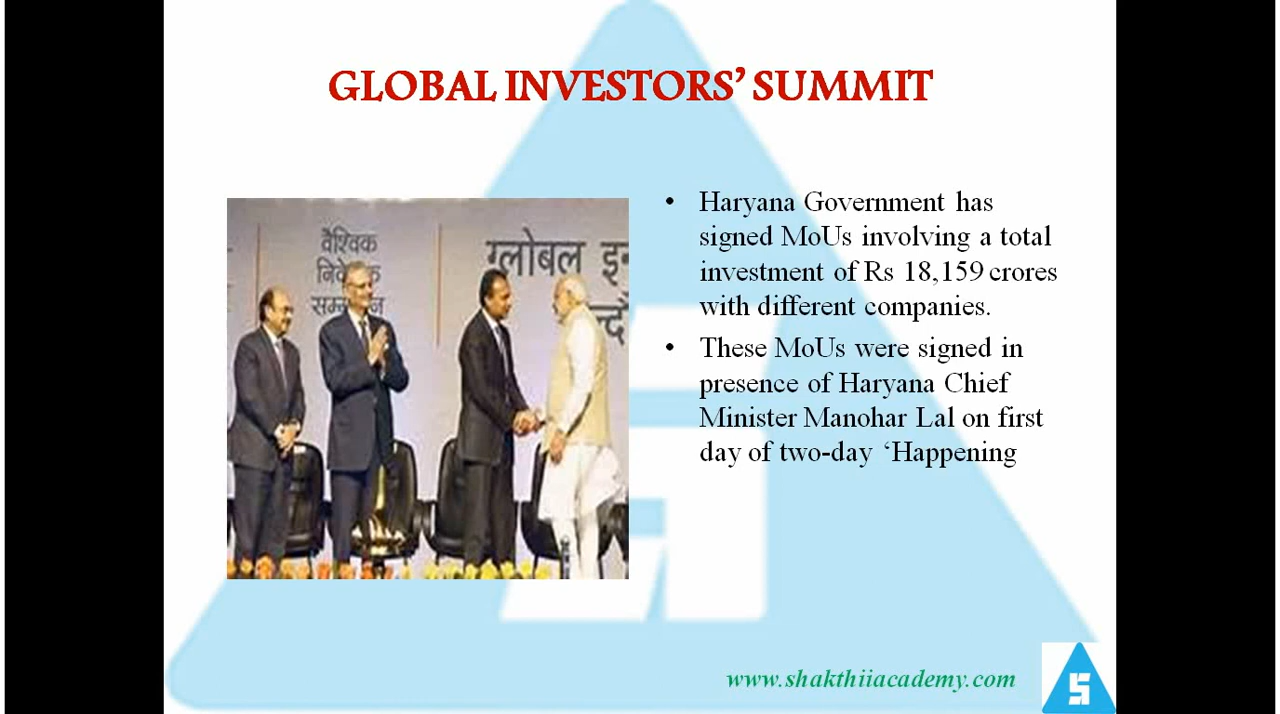 GLOBAL INVESTORS’ SUMMIT
वैश्विक
निवेशक
ग्लोबल
• Haryana Government has
signed MoUs involving a total
investment of Rs 18,159 crores
with different companies.
• These MoUs were signed in
presence of Haryana Chief
Minister Manohar Lal on first
day of two-day ‘Happening
www.shakthiiacademy.com